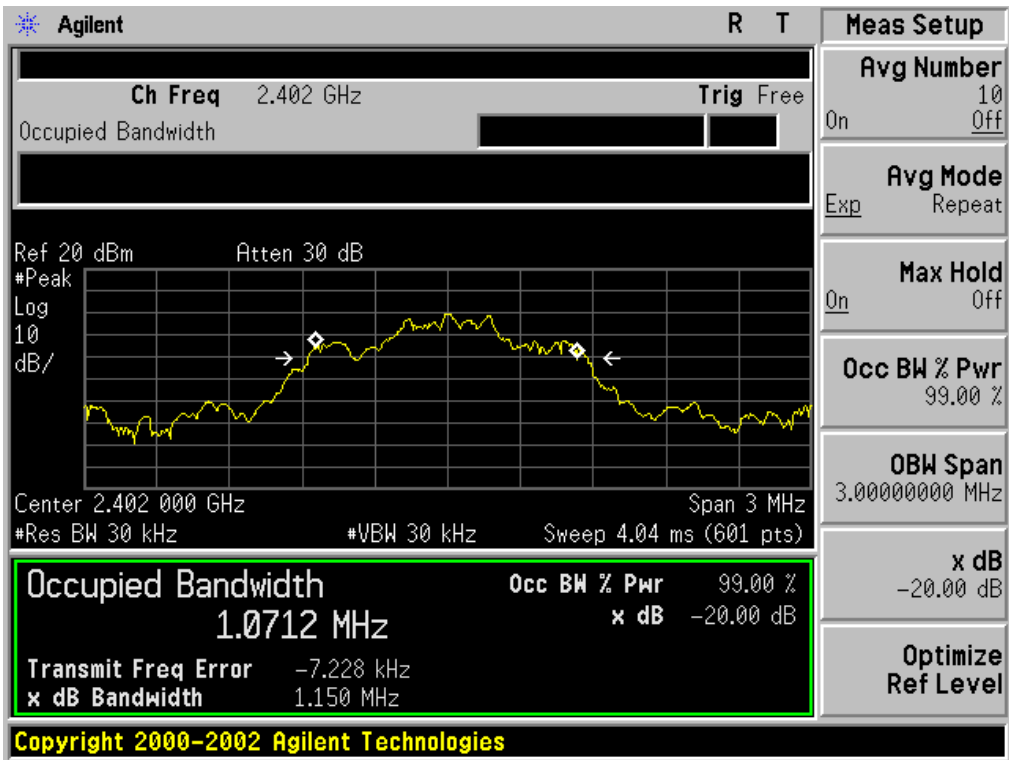 Agilent R T
Ch Freq 2.402 GHz Trig Free
Occupied Bandwidth
Ref 20 dBm Atten 30 dB
#Peak
Log
10
dB/
Center 2.402 000 GHz Span 3 MHz
#Res BW 30 kHz #VBW 30 kHz Sweep 4.04 ms (601 pts)
Occupied Bandwidth Occ BW % Pwr 99.00 %
1.0712 MHz x dB -20.00 dB
Transmit Freq Error -7.228 kHz
x dB Bandwidth 1.150 MHz
Copyright 2000-2002 Agilent Technologies
Meas Setup
Avg Number
10
On Off
Avg Mode
Exp Repeat
Max Hold
On Off
Occ BW % Pwr
99.00 %
OBW Span
3.00000000 MHz
x dB
-20.00 dB
Optimize
Ref Level